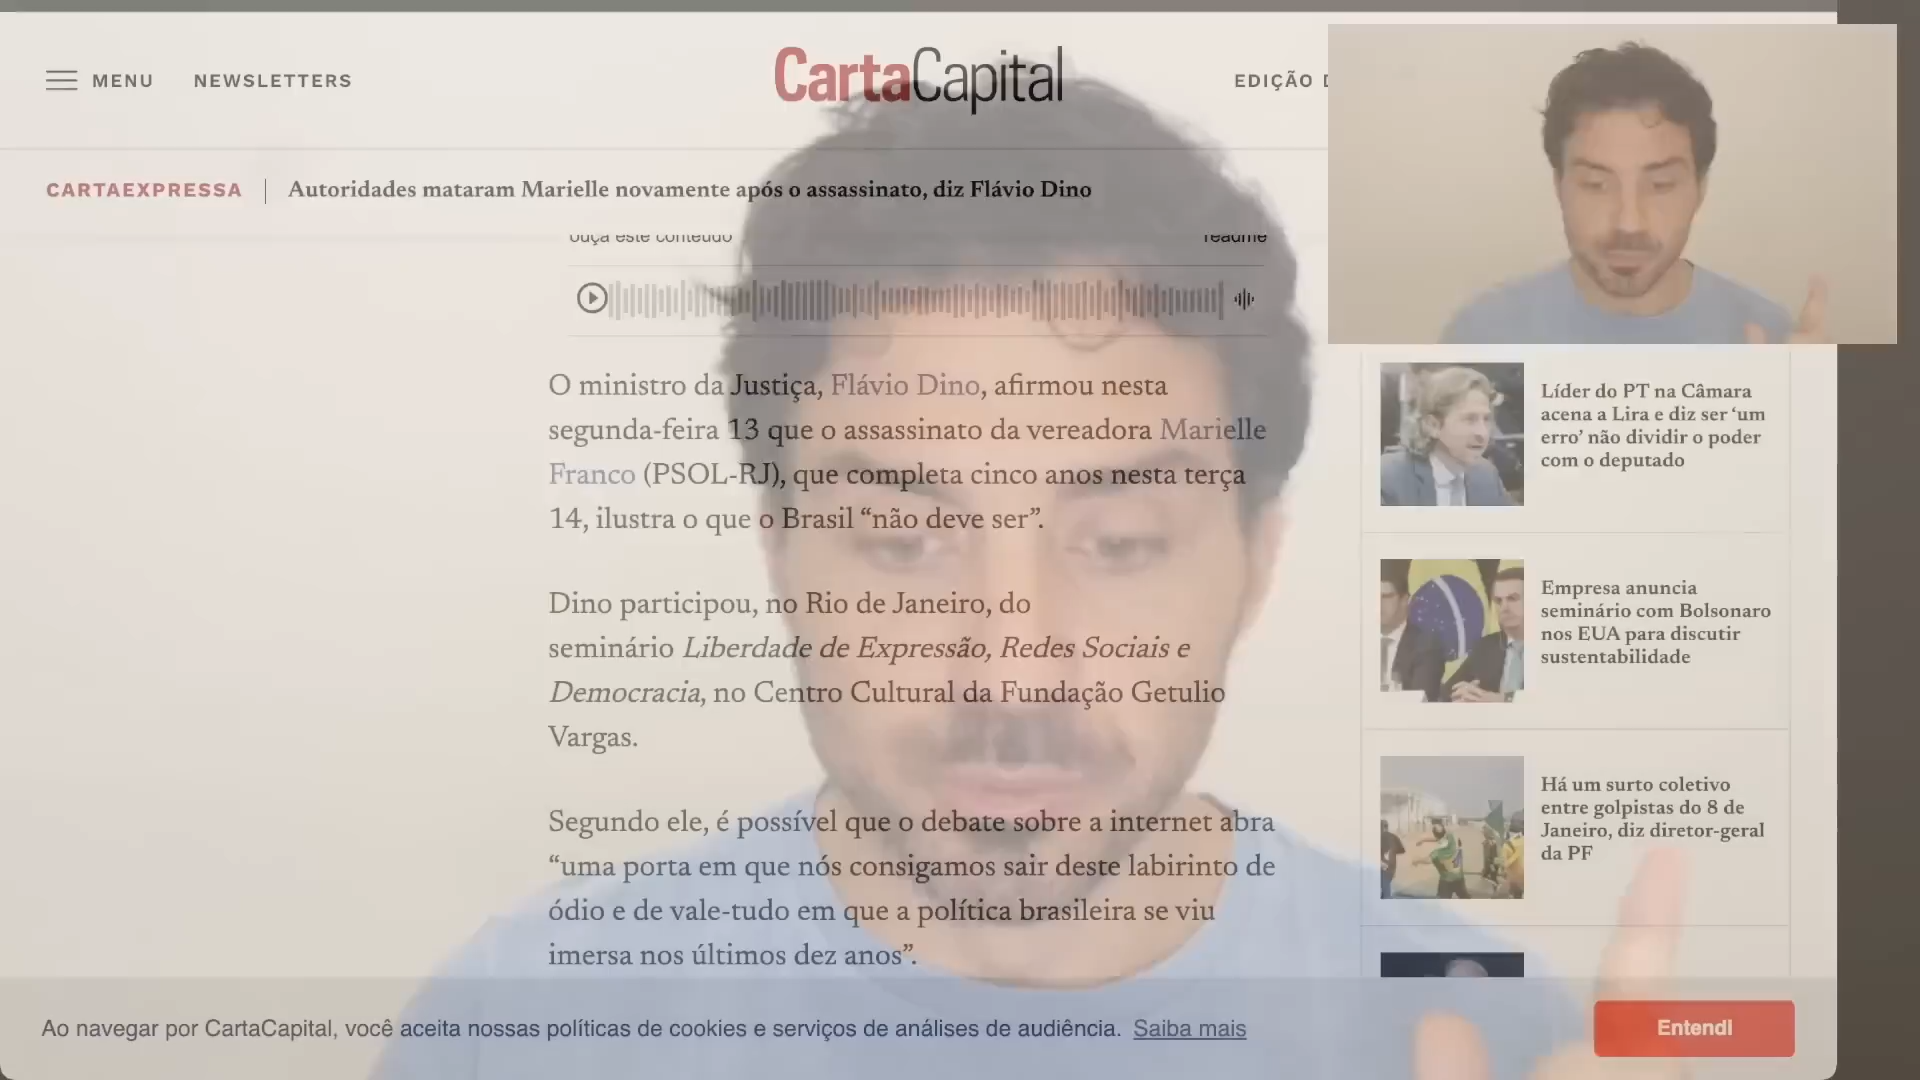 MENU
NEWSLETTERS
CartaCapital
EDIÇÃO
CARTAEXPRESSA
Autoridades mataram Marielle novamente após o assassinato, diz Flávio Dino
ouça este conteúdo
readme
O ministro da Justiça, Flávio Dino, afirmou nesta
segunda-feira 13 que o assassinato da vereadora Marielle
Franco (PSOL-RJ), que completa cinco anos nesta terça
14, ilustra o que o Brasil “não deve ser”.
Dino participou, no Rio de Janeiro, do
seminário Liberdade de Expressão, Redes Sociais e
Democracia, no Centro Cultural da Fundação Getulio
Vargas.
Segundo ele, é possível que o debate sobre a internet abra
“uma porta em que nós consigamos sair deste labirinto de
ódio e de vale-tudo em que a política brasileira se viu
imersa nos últimos dez anos”.
Líder do PT na Câmara
acena a Lira e diz ser ‘um
erro’ não dividir o poder
com o deputado
Empresa anuncia
seminário com Bolsonaro
nos EUA para discutir
sustentabilidade
Há um surto coletivo
entre golpistas do 8 de
Janeiro, diz diretor-geral
da PF
Ao navegar por CartaCapital, você aceita nossas políticas de cookies e serviços de análises de audiência. Saiba mais
Entendi